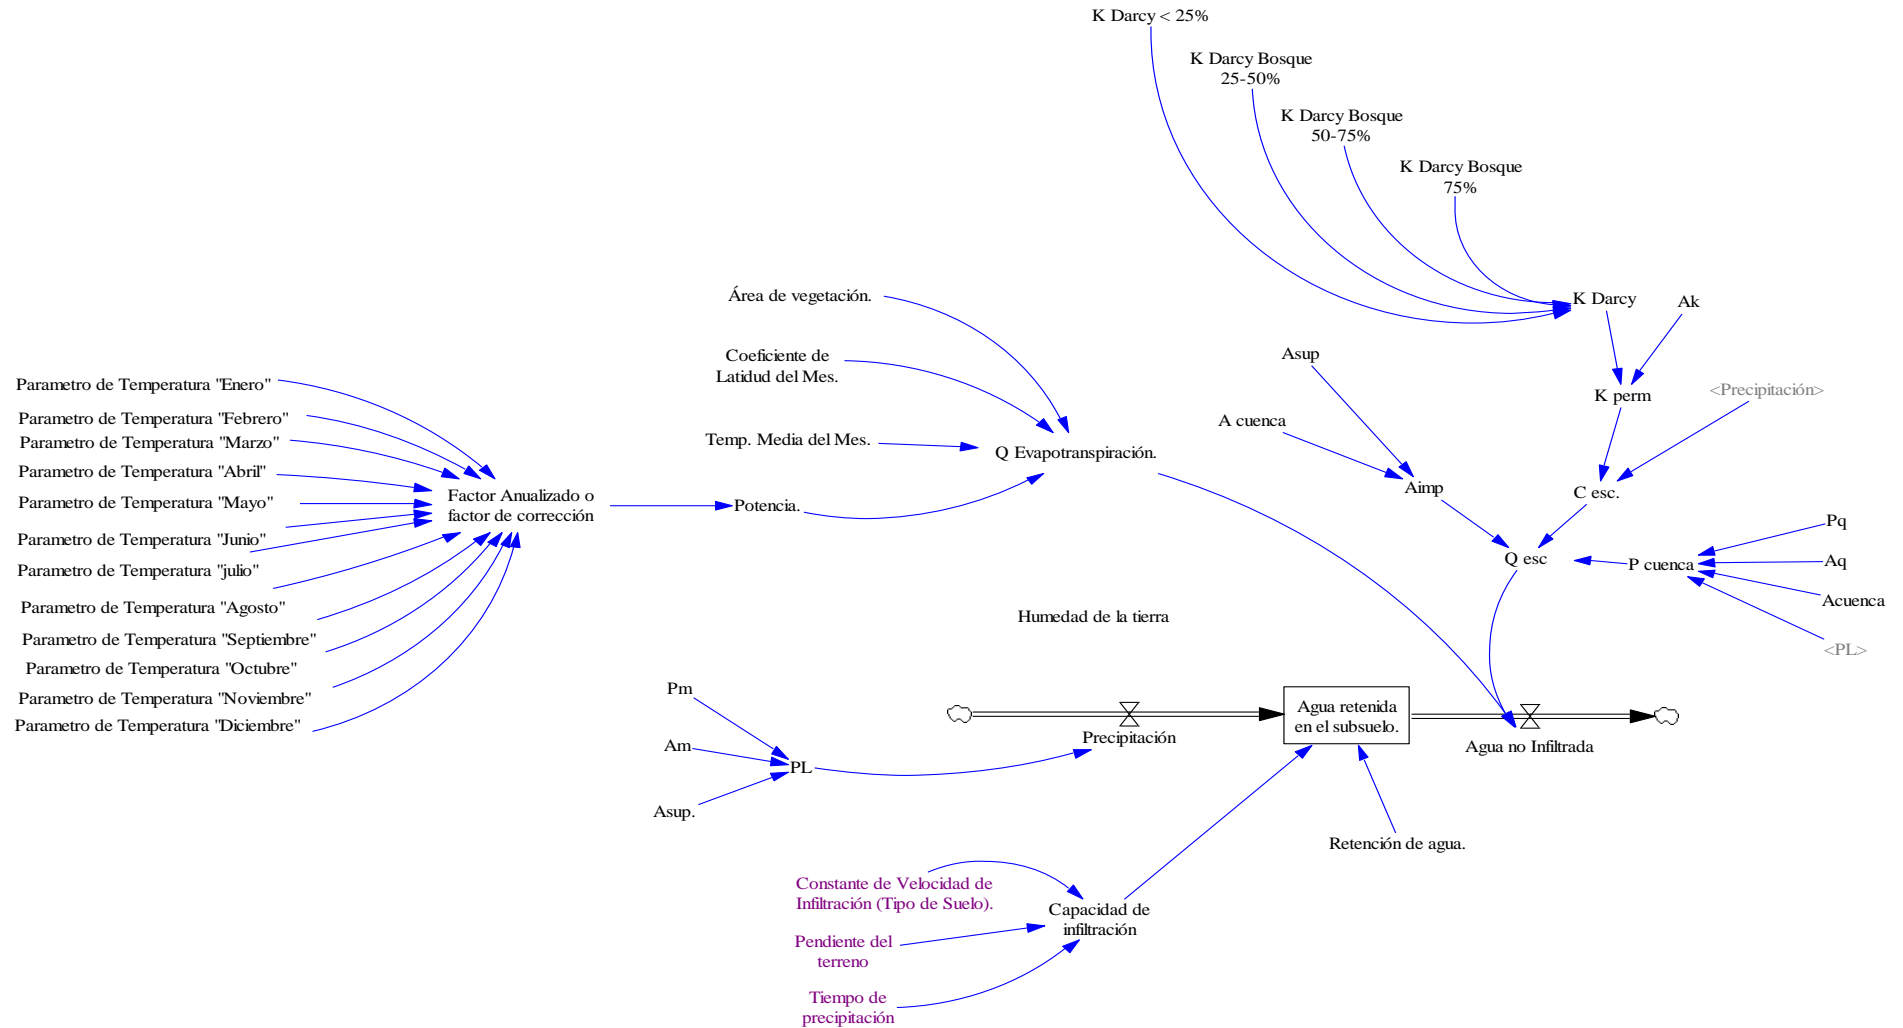 K Darcy < 25%
K Darcy Bosque
25-50%
K Darcy Bosque
50-75%
K Darcy Bosque
75%
K Darcy
Ak
Área de vegetación.
Coeficiente de
Latidud del Mes.
Temp. Media del Mes.
Q Evapotranspiración.
Asup
A cuenca
Aimp
K perm
<Precipitación>
C esc.
Q esc
P cuenca
Pq
Aq
Acuenca
<PL>
Parametro de Temperatura "Enero"
Parametro de Temperatura "Febrero"
Parametro de Temperatura "Marzo"
Parametro de Temperatura "Abril"
Parametro de Temperatura "Mayo"
Parametro de Temperatura "Junio"
Parametro de Temperatura "julio"
Parametro de Temperatura "Agosto"
Parametro de Temperatura "Septiembre"
Parametro de Temperatura "Octubre"
Parametro de Temperatura "Noviembre"
Parametro de Temperatura "Diciembre"
Factor Anualizado o
factor de corrección
Potencia.
Humedad de la tierra
Pm
Am
Asup.
PL
Precipitación
Agua retenida
en el subsuelo.
Agua no Infiltrada
Retención de agua.
Constante de Velocidad de
Infiltración (Tipo de Suelo).
Pendiente del
terreno
Tiempo de
precipitación
Capacidad de
infiltración